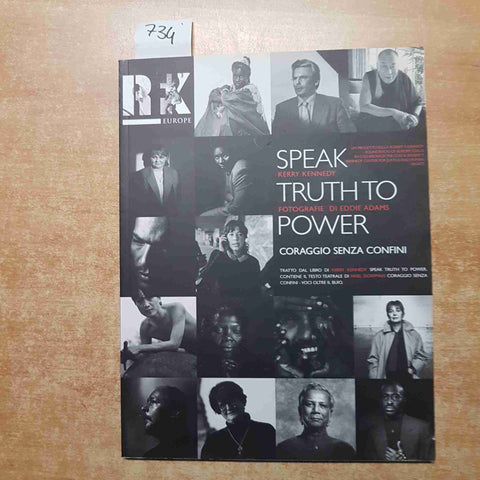 734
RFK
EUROPE
SPEAK
KERRY KENNEDY
TRUTH TO
FOTOGRAFIE DI EDDIE ADAMS
POWER
CORAGGIO SENZA CONFINI
TRATTO DAL LIBRO DI KERRY KENNEDY SPEAK TRUTH TO POWER.
CONTIENE IL TESTO TEATRALE DI ARIEL DORFMAN CORAGGIO SENZA
CONFINI - VOCI OLTRE IL BUIO.